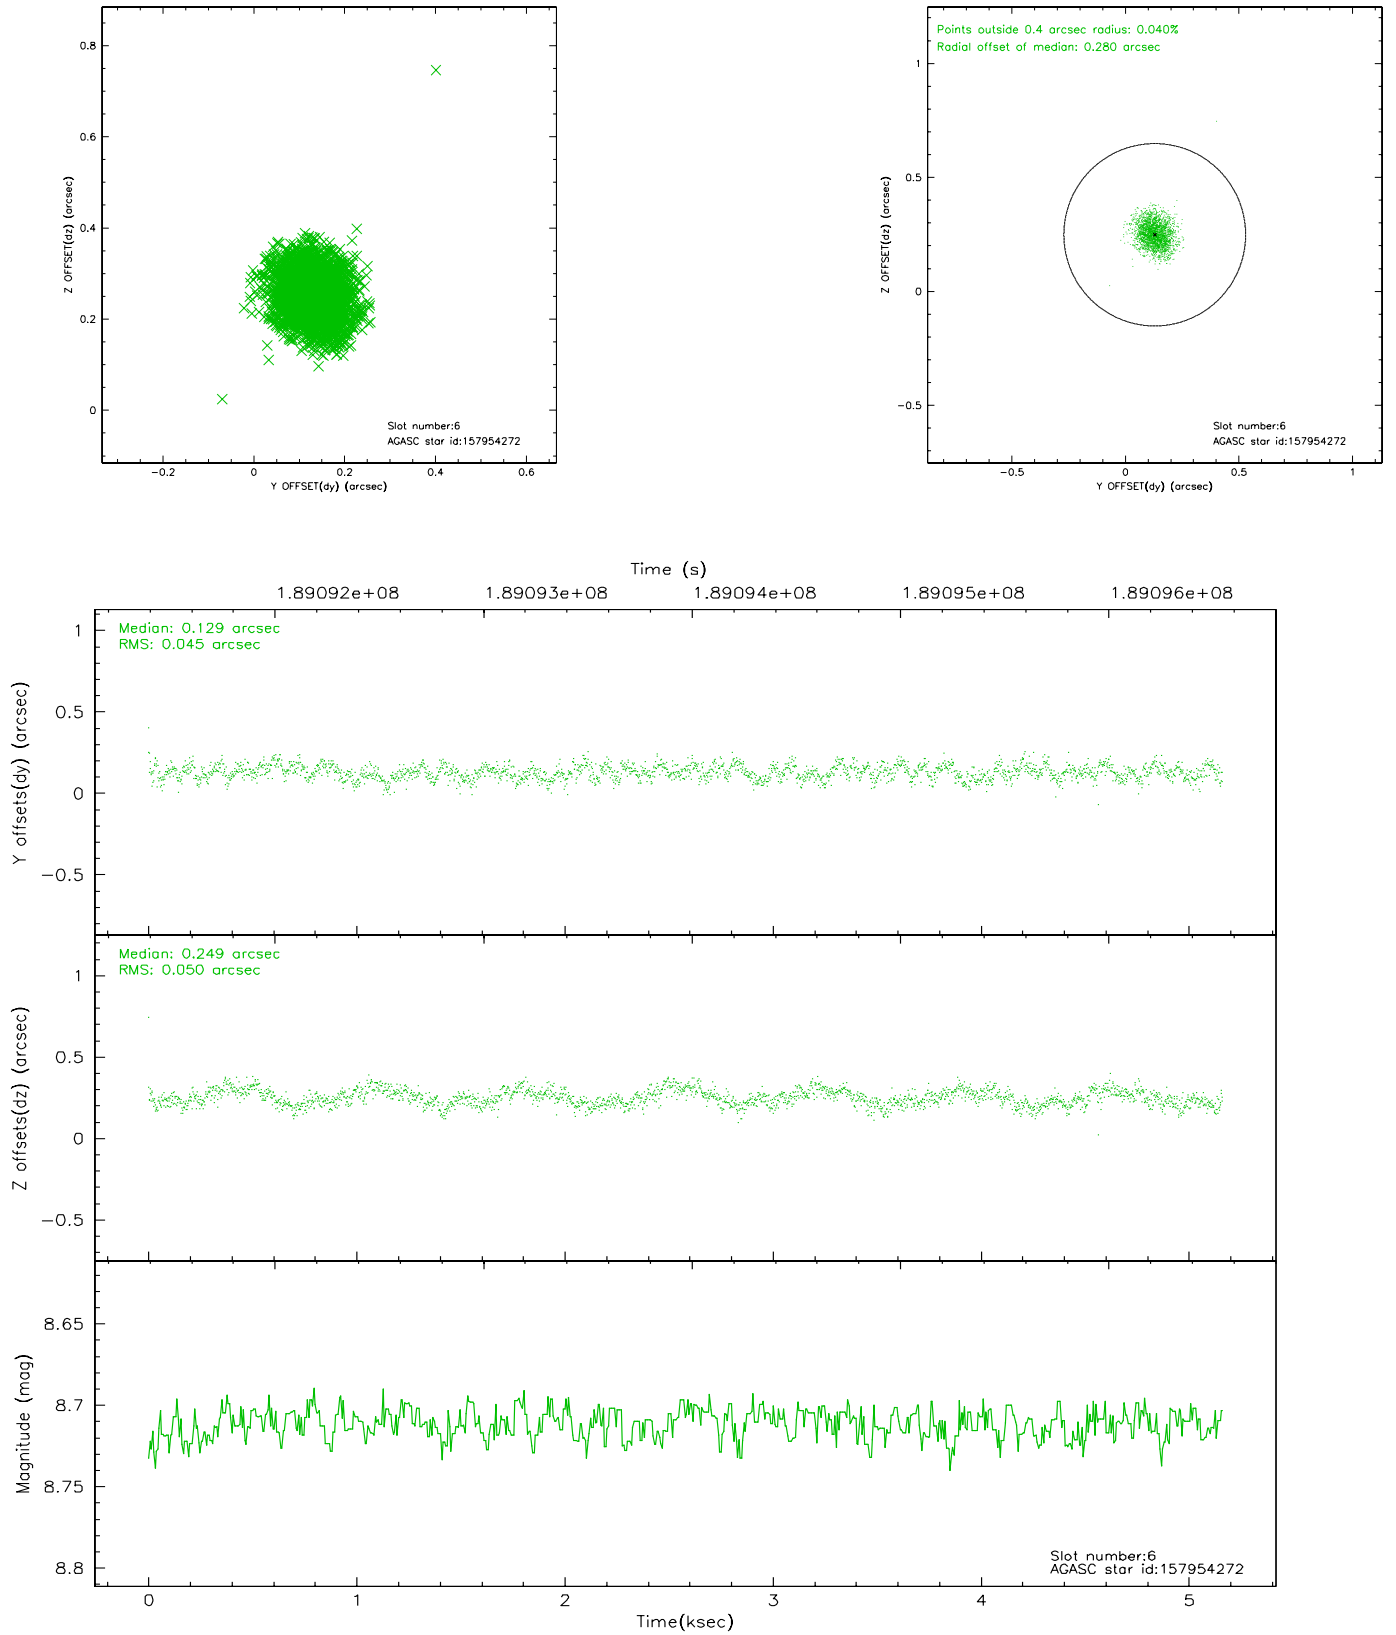 0.8
0.6
0.4
0.2
0
Z OFFSET(dz) (arcsec)
Slot number:6
AGASC star id:157954272
−0.2 0 0.2 0.4 0.6
Y OFFSET(dy) (arcsec)
Points outside 0.4 arcsec radius: 0.040%
Radial offset of median: 0.280 arcsec
1
0.5
0
−0.5
Z OFFSET(dz) (arcsec)
Slot number:6
AGASC star id:157954272
−0.5 0 0.5 1
Y OFFSET(dy) (arcsec)
Time (s)
1.89092e+08 1.89093e+08 1.89094e+08 1.89095e+08 1.89096e+08
Median: 0.129 arcsec
RMS: 0.045 arcsec
1
0.5
0
−0.5
Y offsets(dy) (arcsec)
Median: 0.249 arcsec
RMS: 0.050 arcsec
1
0.5
0
−0.5
Z offsets(dz) (arcsec)
8.65
8.7
8.75
8.8
Magnitude (mag)
Slot number:6
AGASC star id:157954272
0 1 2 3 4 5
Time(ksec)